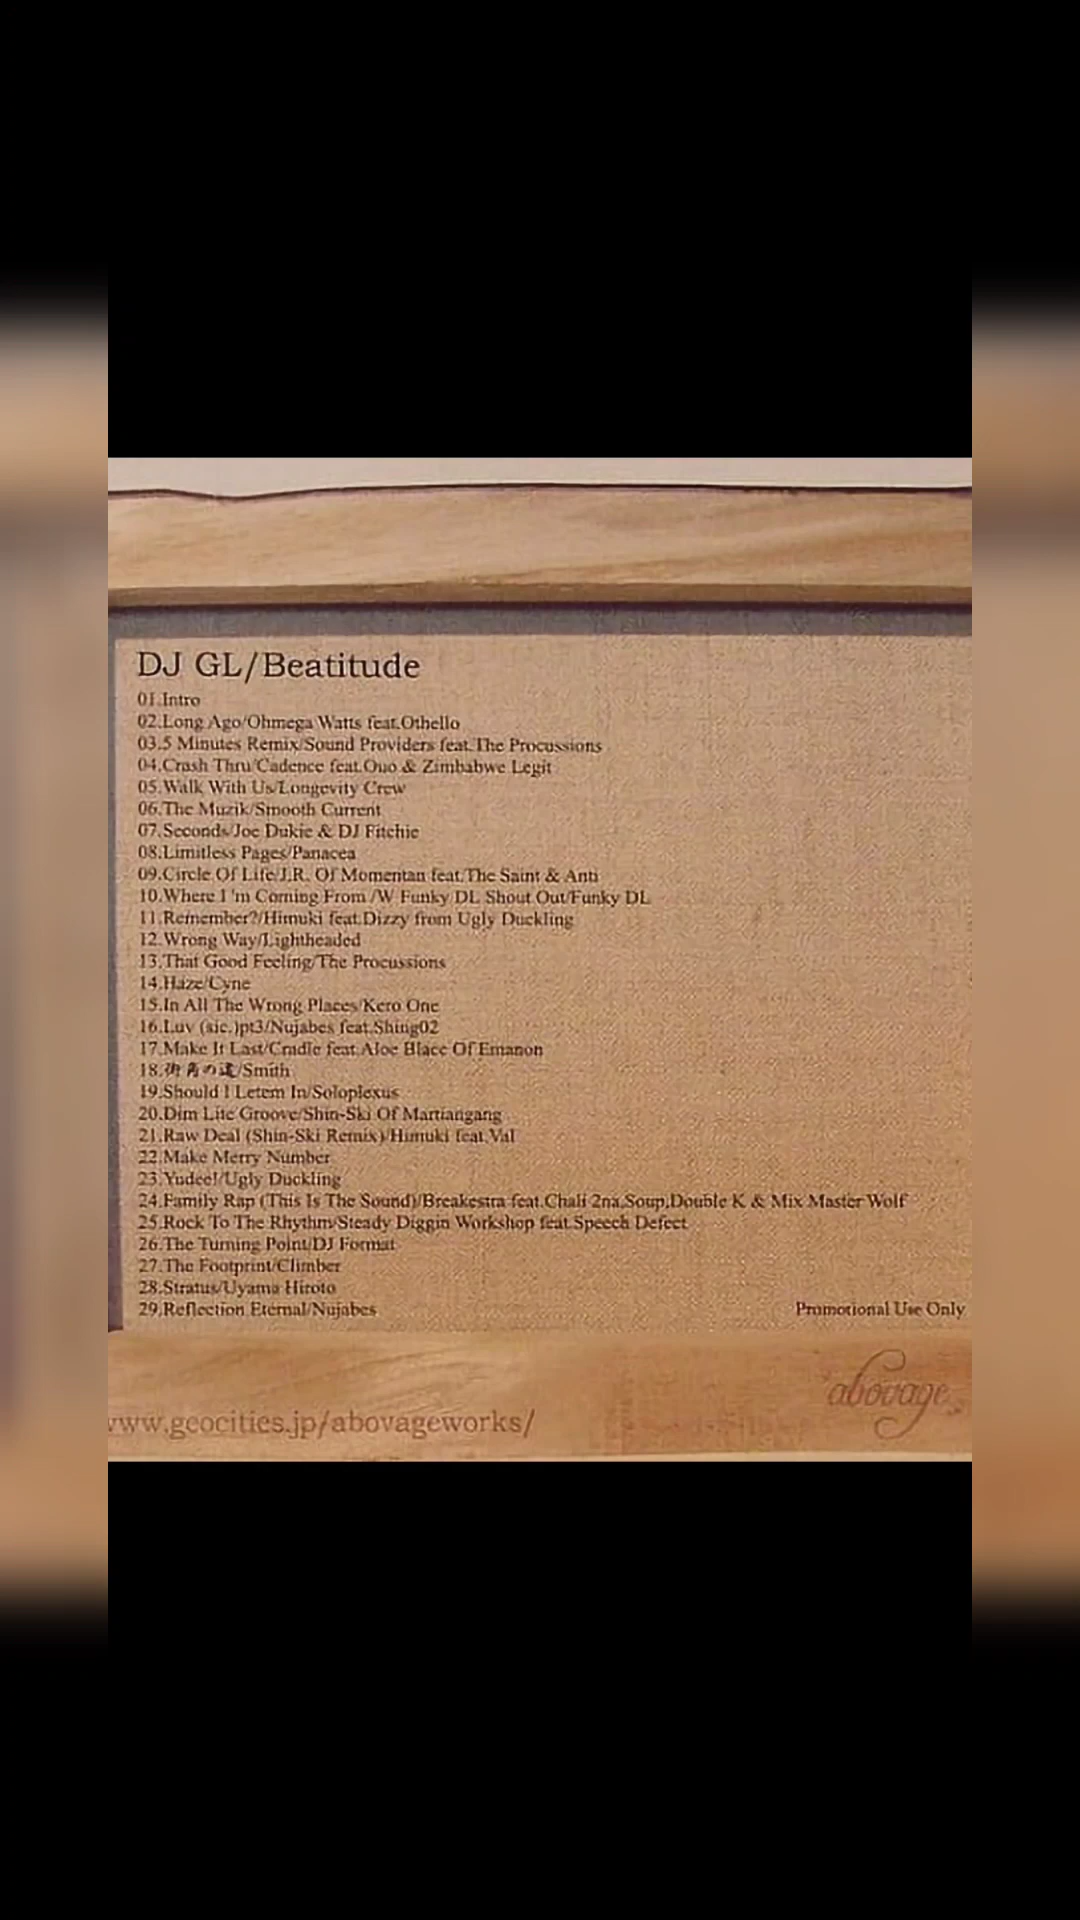 DJ GL/Beatitude
01.Intro
02.Long Ago/Ohmega Watts feat.Othello
03.5 Minutes Remix/Sound Providers feat.The Procussions
04.Crash Thru/Cadence feat.Ouo & Zimbabwe Legit
05.Walk With Us/Longevity Crew
06.The Muzik/Smooth Current
07.Seconds/Joe Dukie & DJ Fitchie
08.Limitless Pages/Panacea
09.Circle Of Life/J.R. Of Momentan feat.The Saint & Anti
10.Where I 'm Coming From /W Funky DL Shout Out/Funky DL
11.Remember?/Himuki feat.Dizzy from Ugly Duckling
12.Wrong Way/Lightheaded
13.That Good Feeling/The Procussions
14.Haze/Cyne
15.In All The Wrong Places/Kero One
16.Luv (sic.)pt3/Nujabes feat.Shing02
17.Make It Last/Cradle feat.Aloe Blacc Of Emanon
18.街角の道/Smith
19.Should I Letem In/Soloplexus
20.Dim Lite Groove/Shin-Ski Of Martiangang
21.Raw Deal (Shin-Ski Remix)/Himuki feat.Val
22.Make Merry Number
23.Yudee!/Ugly Duckling
24.Family Rap (This Is The Sound)/Breakestra feat.Chali 2na,Soup,Double K & Mix Master Wolf
25.Rock To The Rhythm/Steady Diggin Workshop feat.Speech Defect
26.The Turning Point/DJ Format
27.The Footprint/Climber
28.Stratus/Uyama Hiroto
29.Reflection Eternal/Nujabes
Promotional Use Only
abovage
www.geocities.jp/abovageworks/